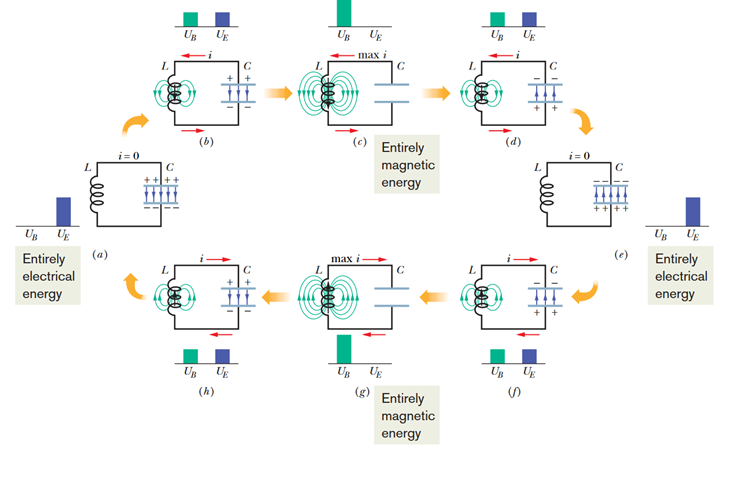 U_B U_E
U_B U_E
U_B U_E
i
max i
i
L C
L C
L C
+ +
– –
– –
+ +
(b)
(c)
(d)
Entirely
magnetic
energy
i = 0
L C
+ + + +
– – – –
U_B U_E
(a)
Entirely
electrical
energy
i = 0
L C
– – – –
+ + + +
U_B U_E
(e)
Entirely
electrical
energy
i
max i
i
L C
L C
L C
+ +
– –
– –
+ +
U_B U_E
U_B U_E
U_B U_E
(h)
(g)
(f)
Entirely
magnetic
energy